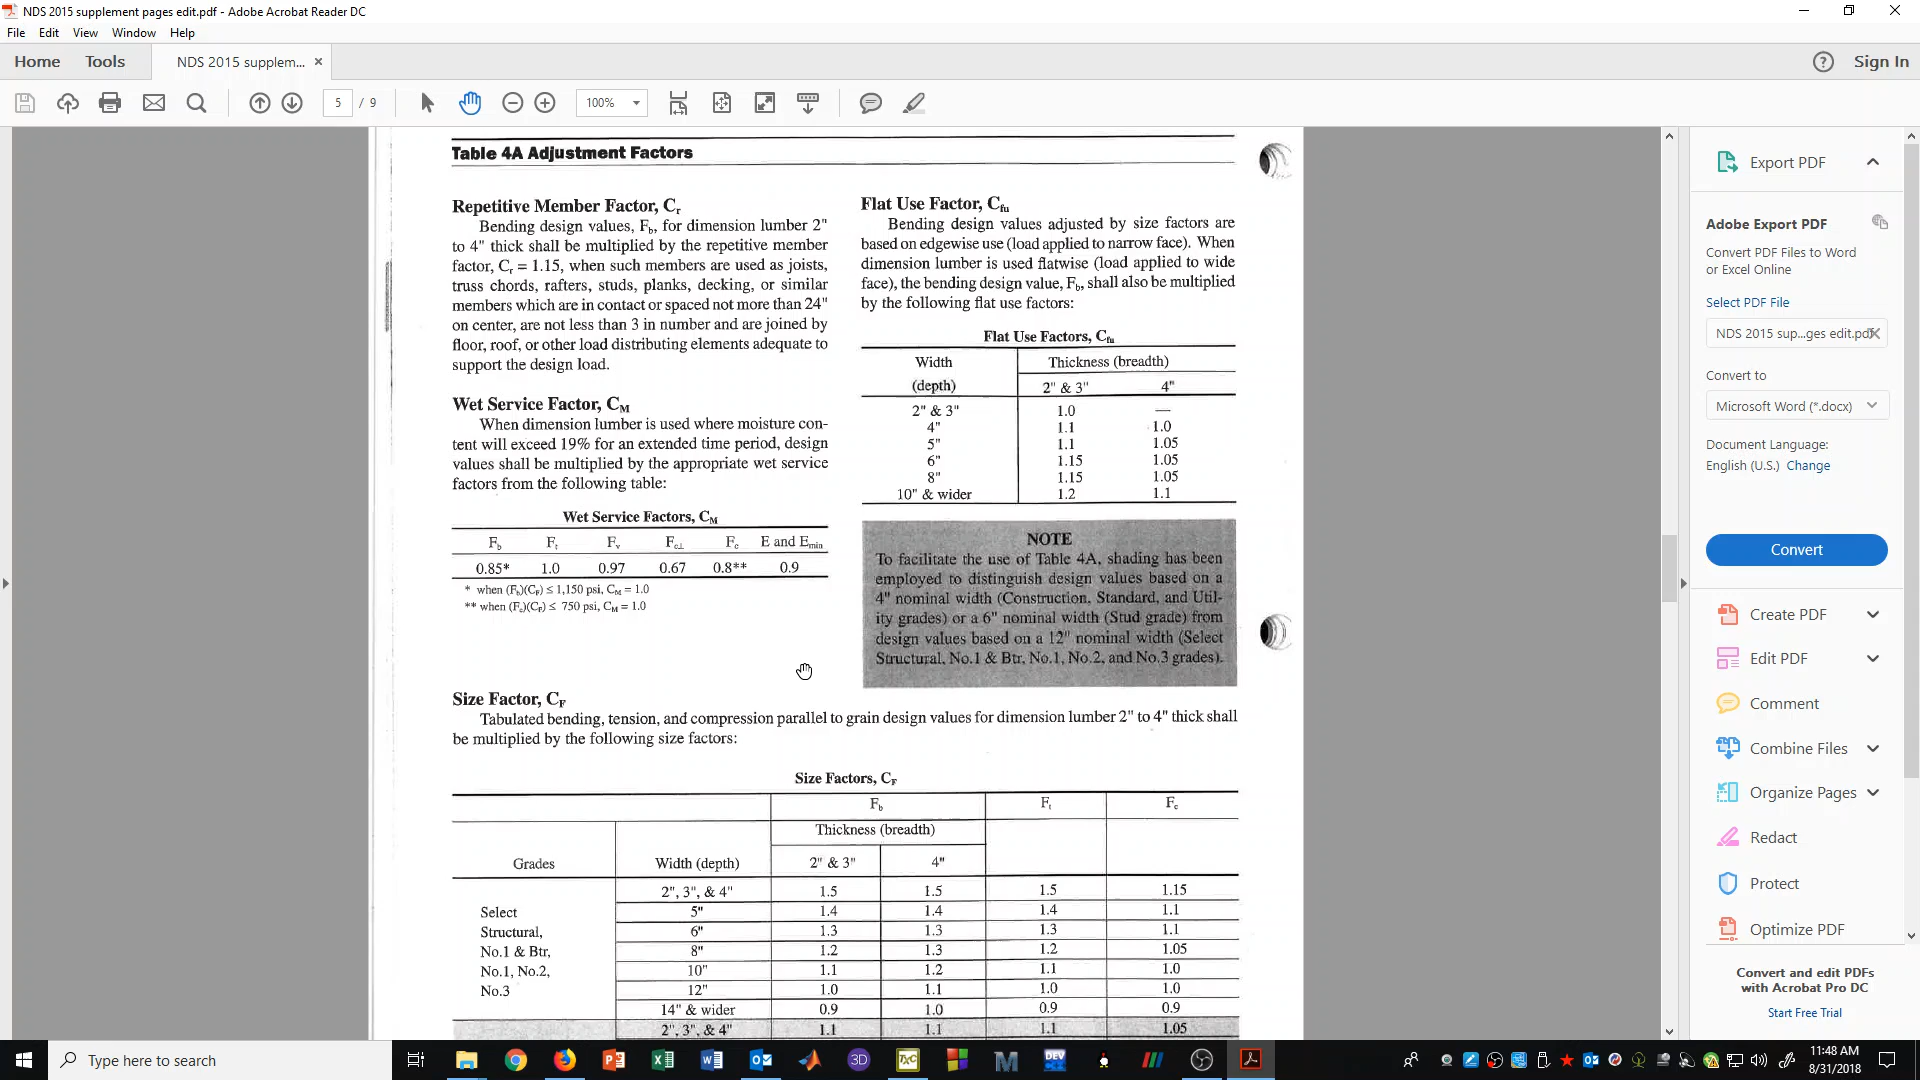 NDS 2015 supplement pages edit.pdf - Adobe Acrobat Reader DC
File Edit View Window Help
Home Tools NDS 2015 supplem... × Sign In
5 / 9 100%
Table 4A Adjustment Factors
Repetitive Member Factor, Cr
Bending design values, Fb, for dimension lumber 2"
to 4" thick shall be multiplied by the repetitive member
factor, Cr = 1.15, when such members are used as joists,
truss chords, rafters, studs, planks, decking, or similar
members which are in contact or spaced not more than 24"
on center, are not less than 3 in number and are joined by
floor, roof, or other load distributing elements adequate to
support the design load.
Wet Service Factor, CM
When dimension lumber is used where moisture con-
tent will exceed 19% for an extended time period, design
values shall be multiplied by the appropriate wet service
factors from the following table:
Wet Service Factors, CM
Fb Ft Fv Fc⊥ Fc E and Emin
0.85* 1.0 0.97 0.67 0.8** 0.9
* when (Fb)(CF) ≤ 1,150 psi, CM = 1.0
** when (Fc)(CF) ≤ 750 psi, CM = 1.0
Flat Use Factor, Cfu
Bending design values adjusted by size factors are
based on edgewise use (load applied to narrow face). When
dimension lumber is used flatwise (load applied to wide
face), the bending design value, Fb, shall also be multiplied
by the following flat use factors:
Flat Use Factors, Cfu
Width Thickness (breadth)
(depth) 2" & 3" 4"
2" & 3" 1.0 —
4" 1.1 1.0
5" 1.1 1.05
6" 1.15 1.05
8" 1.15 1.05
10" & wider 1.2 1.1
NOTE
To facilitate the use of Table 4A, shading has been
employed to distinguish design values based on a
4" nominal width (Construction, Standard, and Util-
ity grades) or a 6" nominal width (Stud grade) from
design values based on a 12" nominal width (Select
Structural, No.1 & Btr, No.1, No.2, and No.3 grades).
Size Factor, CF
Tabulated bending, tension, and compression parallel to grain design values for dimension lumber 2" to 4" thick shall
be multiplied by the following size factors:
Size Factors, CF
Fb Ft Fc
Thickness (breadth)
Grades Width (depth) 2" & 3" 4"
2", 3", & 4" 1.5 1.5 1.5 1.15
Select 5" 1.4 1.4 1.4 1.1
Structural, 6" 1.3 1.3 1.3 1.1
No.1 & Btr, 8" 1.2 1.3 1.2 1.05
No.1, No.2, 10" 1.1 1.2 1.1 1.0
No.3 12" 1.0 1.1 1.0 1.0
14" & wider 0.9 1.0 0.9 0.9
2", 3", & 4" 1.1 1.1 1.1 1.05
Export PDF
Adobe Export PDF
Convert PDF Files to Word
or Excel Online
Select PDF File
NDS 2015 sup...ges edit.pdf
Convert to
Microsoft Word (*.docx)
Document Language:
English (U.S.) Change
Convert
Create PDF
Edit PDF
Comment
Combine Files
Organize Pages
Redact
Protect
Optimize PDF
Convert and edit PDFs
with Acrobat Pro DC
Start Free Trial
Type here to search
11:48 AM
8/31/2018